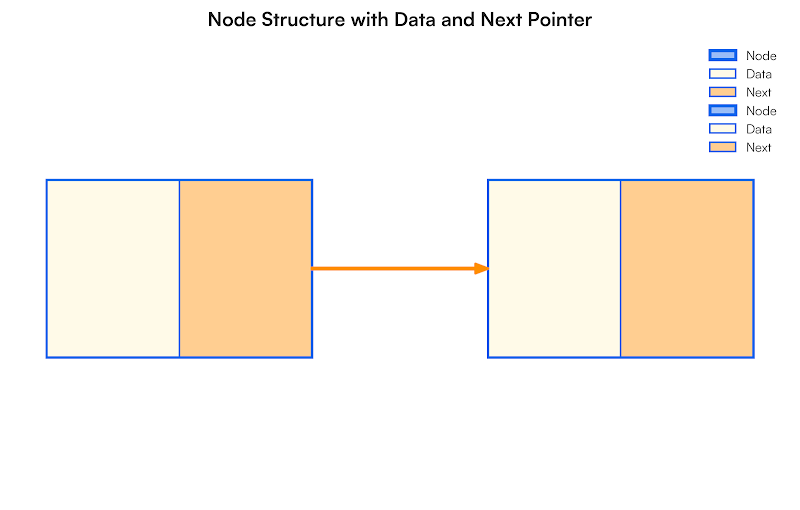 Node Structure with Data and Next Pointer
Node
Data
Next
Node
Data
Next